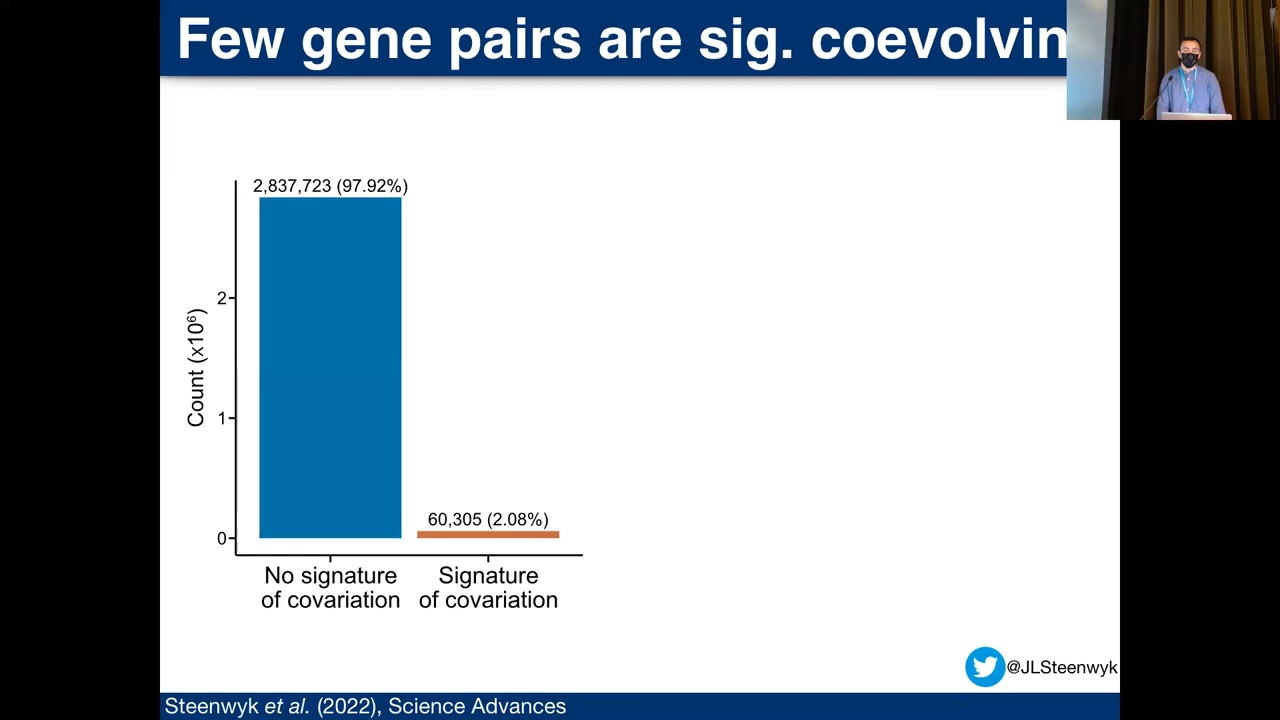 Few gene pairs are sig. coevolvin
2,837,723 (97.92%)
2
Count (x10⁶)
1
60,305 (2.08%)
0
No signature
of covariation
Signature
of covariation
@JLSteenwyk
Steenwyk et al. (2022), Science Advances